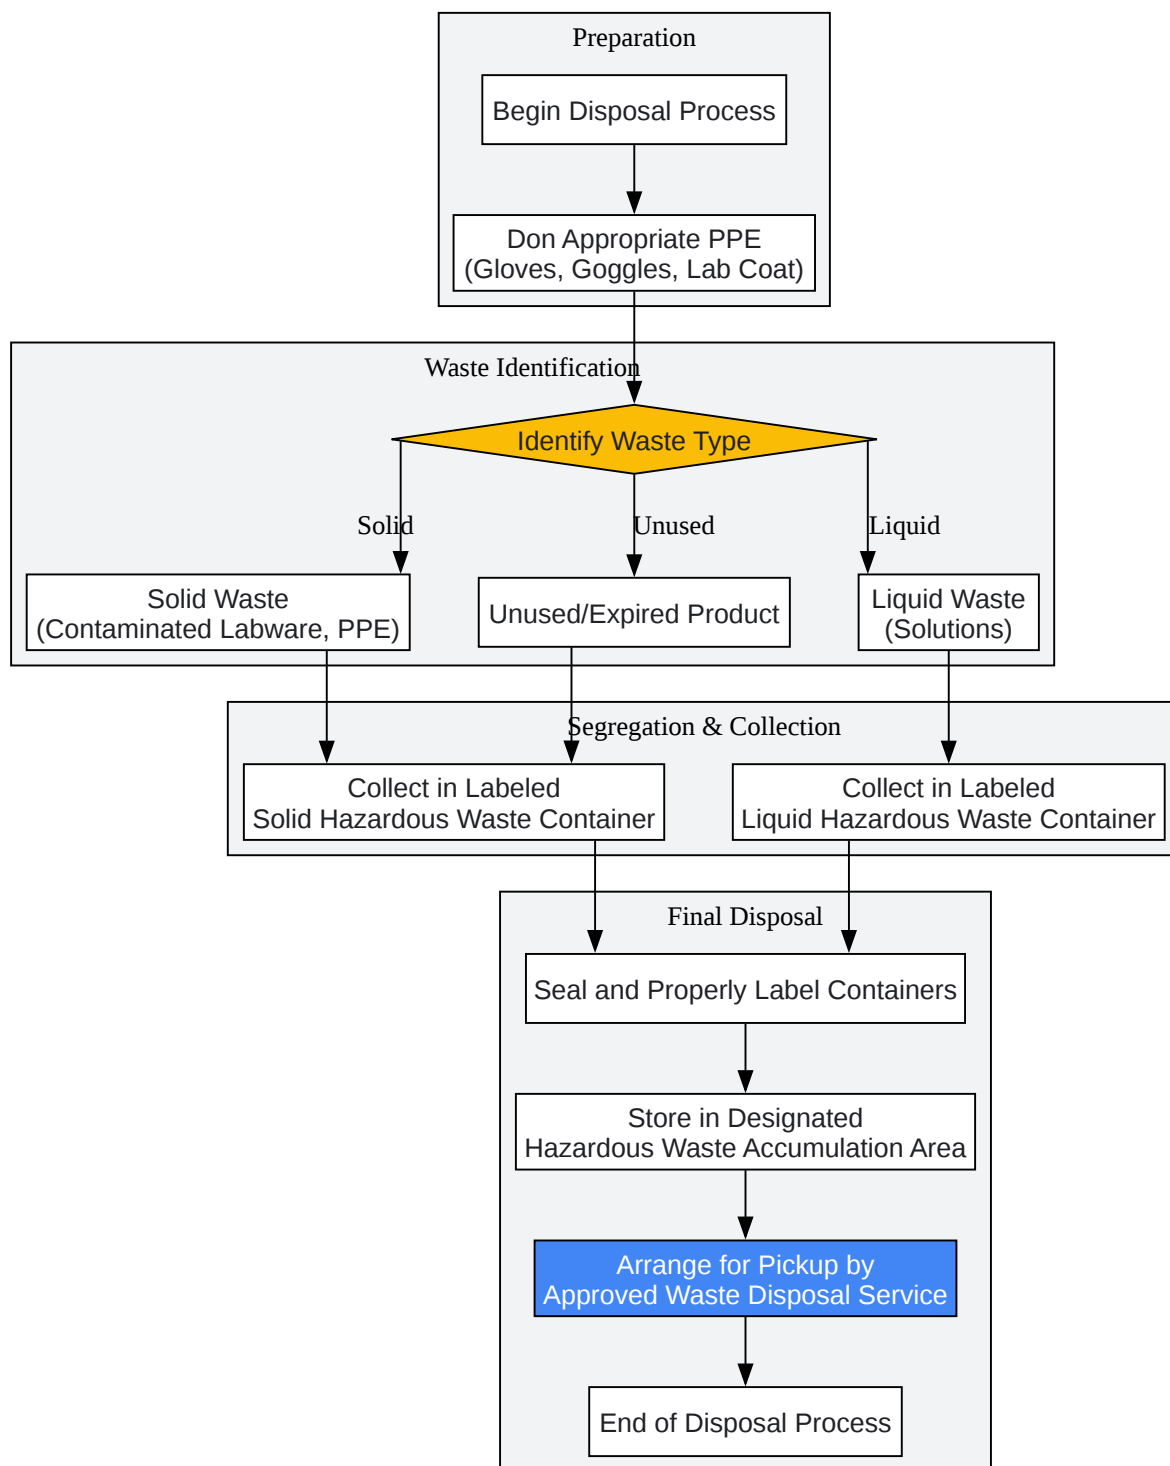 Preparation
Begin Disposal Process
Don Appropriate PPE
(Gloves, Goggles, Lab Coat)
Waste Identification
Identify Waste Type
Solid
Unused
Liquid
Solid Waste
(Contaminated Labware, PPE)
Unused/Expired Product
Liquid Waste
(Solutions)
Segregation & Collection
Collect in Labeled
Solid Hazardous Waste Container
Collect in Labeled
Liquid Hazardous Waste Container
Final Disposal
Seal and Properly Label Containers
Store in Designated
Hazardous Waste Accumulation Area
Arrange for Pickup by
Approved Waste Disposal Service
End of Disposal Process